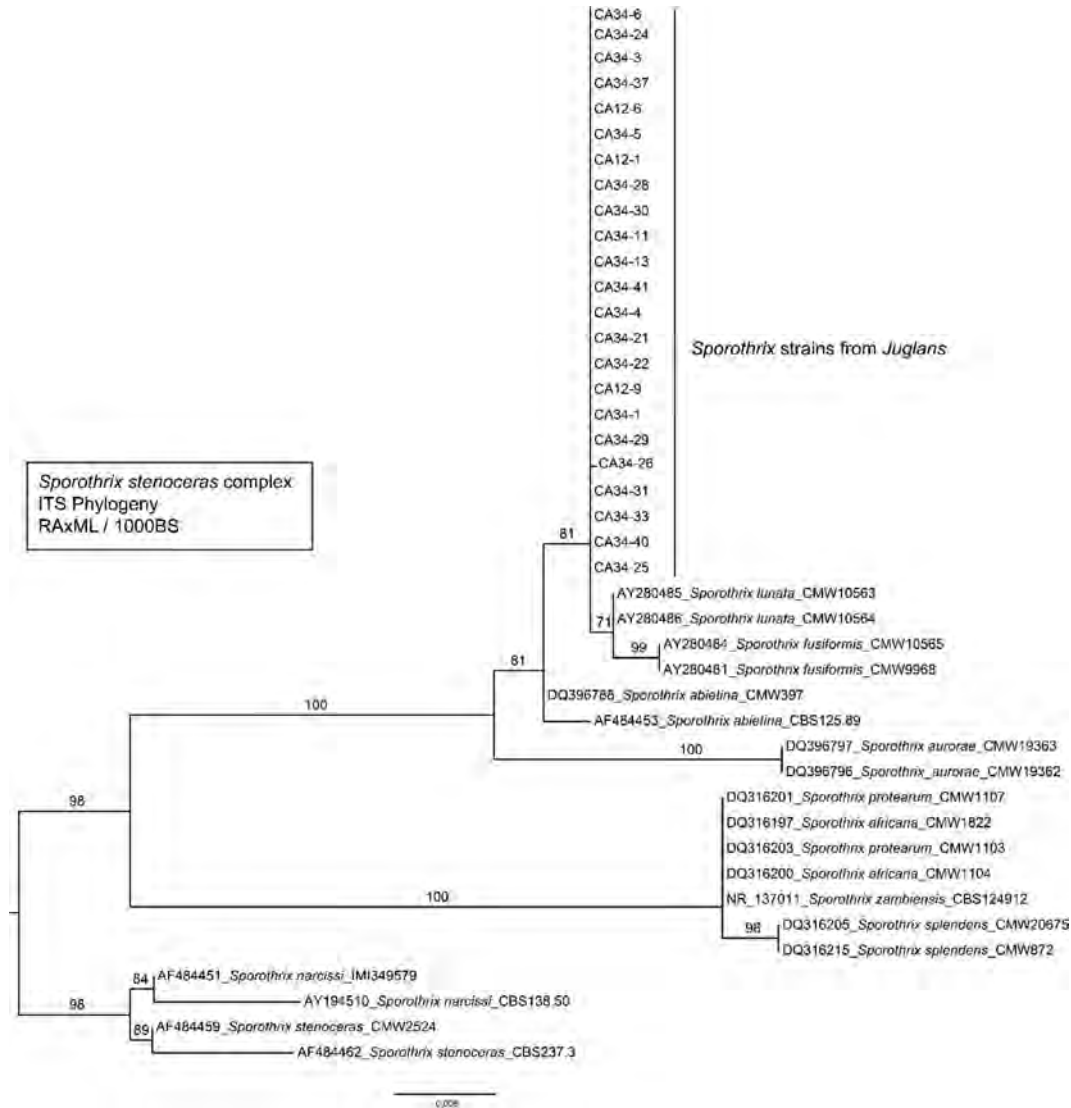 CA34-6
CA34-24
CA34-3
CA34-37
CA12-6
CA34-5
CA12-1
CA34-28
CA34-30
CA34-11
CA34-13
CA34-41
CA34-4
CA34-21
Sporothrix strains from Juglans
CA34-22
CA12-9
CA34-1
CA34-29
CA34-26
Sporothrix stenoceras complex
ITS Phylogeny
RAxML / 1000BS
CA34-31
CA34-33
81
CA34-40
CA34-25
AY280485_Sporothrix lunata_CMW10563
71
AY280486_Sporothrix lunata_CMW10564
99
AY280484_Sporothrix fusiformis_CMW10565
AY280481_Sporothrix fusiformis_CMW9968
81
DQ396788_Sporothrix abietina_CMW397
100
AF484453_Sporothrix abietina_CBS125.89
100
DQ396797_Sporothrix aurorae_CMW19363
DQ396796_Sporothrix_aurorae_CMW19362
98
DQ316201_Sporothrix protearum_CMW1107
DQ316197_Sporothrix africana_CMW1822
DQ316203_Sporothrix protearum_CMW1103
DQ316200_Sporothrix africana_CMW1104
100
NR_137011_Sporothrix zambiensis_CBS124912
98
DQ316205_Sporothrix splendens_CMW20675
DQ316215_Sporothrix splendens_CMW872
84
AF484451_Sporothrix narcissi_IMI349579
98
AY194510_Sporothrix narcissi_CBS138.50
89
AF484459_Sporothrix stenoceras_CMW2524
AF484462_Sporothrix stenoceras_CBS237.3